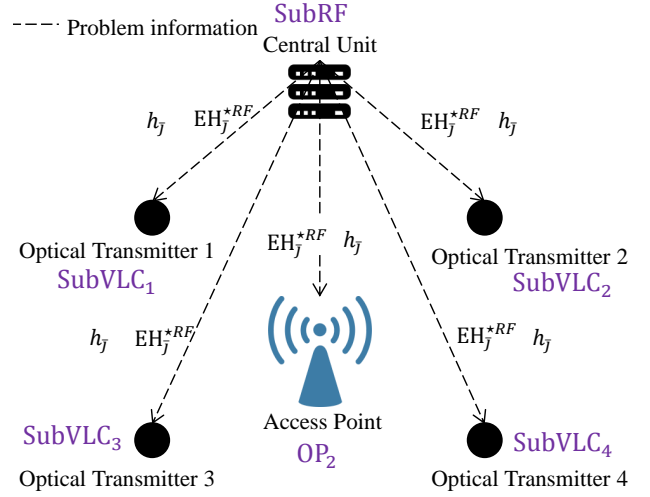 Problem information
SubRF
Central Unit
h_j̄ EH_j̄^⋆RF
EH_j̄^⋆RF h_j̄
Optical Transmitter 1
SubVLC₁
EH_j̄^⋆RF h_j̄
Optical Transmitter 2
SubVLC₂
h_j̄ EH_j̄^⋆RF
EH_j̄^⋆RF h_j̄
SubVLC₃
Access Point
OP₂
SubVLC₄
Optical Transmitter 3
Optical Transmitter 4